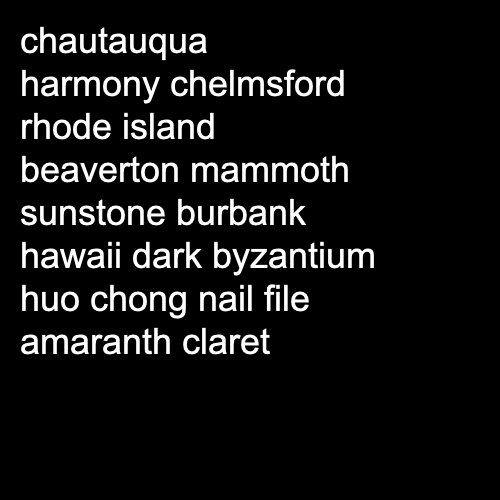 chautauqua
harmony chelmsford
rhode island
beaverton mammoth
sunstone burbank
hawaii dark byzantium
huo chong nail file
amaranth claret